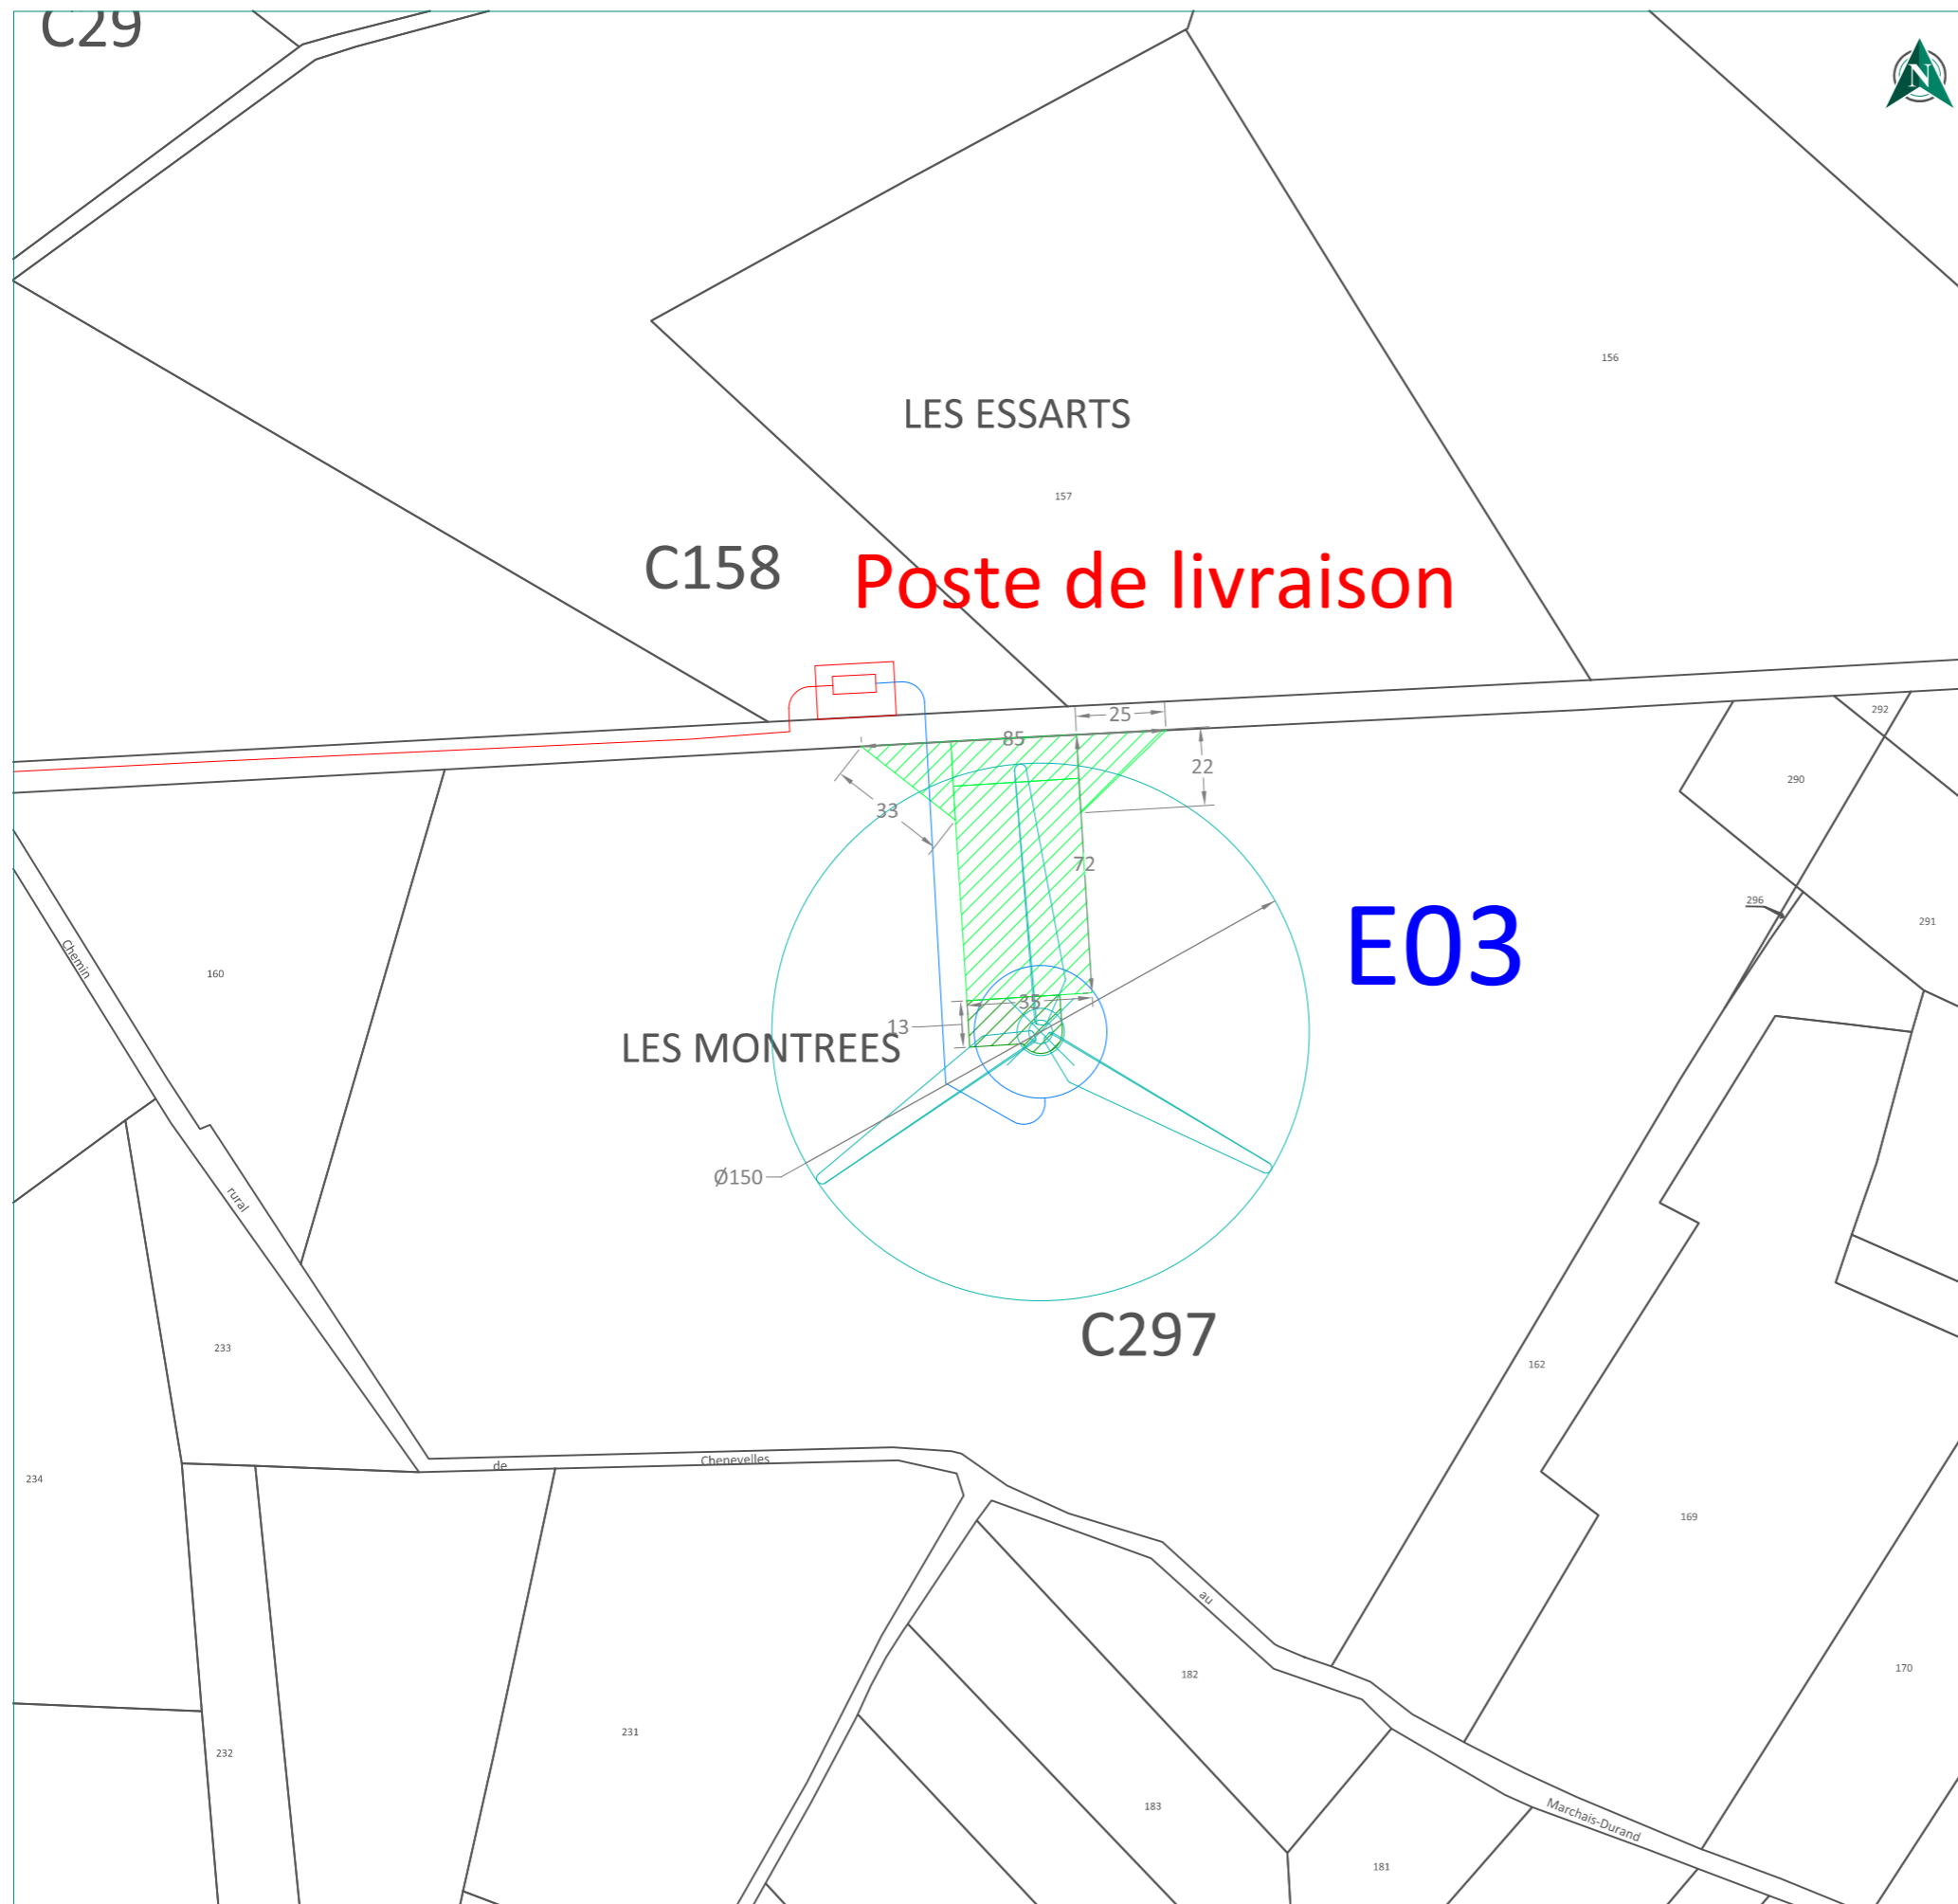 C29
N
156
LES ESSARTS
157
C158
Poste de livraison
292
25
85
22
290
33
72
296
291
E03
Chemin
160
35
13
LES MONTREES
Ø150
rural
C297
233
162
de
Chenevelles
234
169
au
182
170
231
232
183
Marchais-Durand
181